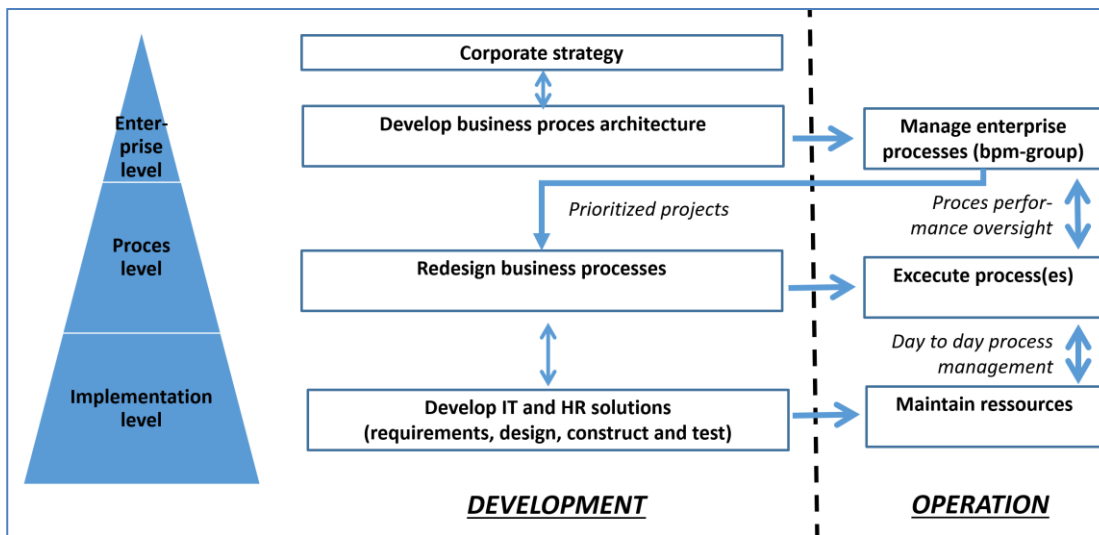 Corporate strategy
Develop business proces architecture
Manage enterprise
processes (bpm-group)
Enter-
prise
level
Prioritized projects
Proces perfor-
mance oversight
Proces
level
Redesign business processes
Excecute process(es)
Day to day process
management
Implementation
level
Develop IT and HR solutions
(requirements, design, construct and test)
Maintain ressources
DEVELOPMENT
OPERATION